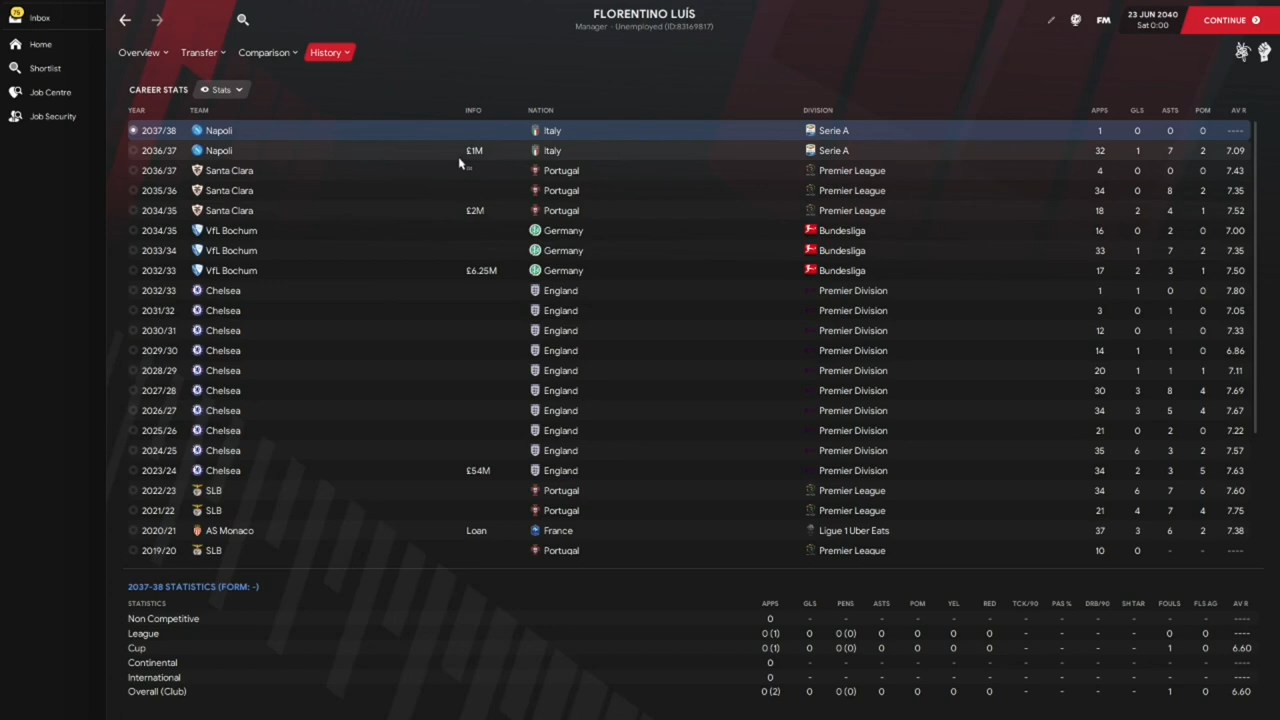 75
Inbox
Home
Shortlist
Job Centre
Job Security
FLORENTINO LUÍS
Manager - Unemployed (ID:83169817)
FM
23 JUN 2040
Sat 0:00
CONTINUE
Overview
Transfer
Comparison
History
CAREER STATS Stats
YEAR TEAM INFO NATION DIVISION APPS GLS ASTS POM AV R
2037/38 Napoli Italy Serie A 1 0 0 0 ----
2036/37 Napoli £1M Italy Serie A 32 1 7 2 7.09
2036/37 Santa Clara Portugal Premier League 4 0 0 0 7.43
2035/36 Santa Clara Portugal Premier League 34 0 8 2 7.35
2034/35 Santa Clara £2M Portugal Premier League 18 2 4 1 7.52
2034/35 VfL Bochum Germany Bundesliga 16 0 2 0 7.00
2033/34 VfL Bochum Germany Bundesliga 33 1 7 2 7.35
2032/33 VfL Bochum £6.25M Germany Bundesliga 17 2 3 1 7.50
2032/33 Chelsea England Premier Division 1 1 0 0 7.80
2031/32 Chelsea England Premier Division 3 0 1 0 7.05
2030/31 Chelsea England Premier Division 12 0 1 0 7.33
2029/30 Chelsea England Premier Division 14 1 1 0 6.86
2028/29 Chelsea England Premier Division 20 1 1 1 7.11
2027/28 Chelsea England Premier Division 30 3 8 4 7.69
2026/27 Chelsea England Premier Division 34 3 5 4 7.67
2025/26 Chelsea England Premier Division 21 0 2 0 7.22
2024/25 Chelsea England Premier Division 35 6 3 2 7.57
2023/24 Chelsea £54M England Premier Division 34 2 3 5 7.63
2022/23 SLB Portugal Premier League 34 6 7 6 7.60
2021/22 SLB Portugal Premier League 21 4 7 4 7.75
2020/21 AS Monaco Loan France Ligue 1 Uber Eats 37 3 6 2 7.38
2019/20 SLB Portugal Premier League 10 0 - - ----
2037-38 STATISTICS (FORM: -)
STATISTICS APPS GLS PENS ASTS POM YEL RED TCK/90 PAS % DRB/90 SH TAR FOULS FLS AG AV R
Non Competitive 0 - - - - - - - - - - - - ----
League 0 (1) 0 0 (0) 0 0 0 0 - - - - 0 0 ----
Cup 0 (1) 0 0 (0) 0 0 0 0 - - - - 1 0 6.60
Continental 0 - - - - - - - - - - - - ----
International 0 - - - - - - - - - - - - ----
Overall (Club) 0 (2) 0 0 (0) 0 0 0 0 - - - - 1 0 6.60